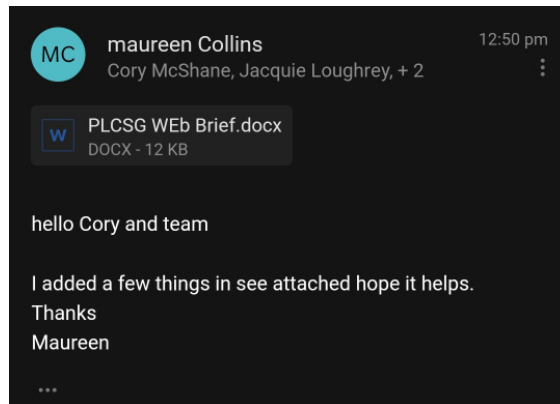 MC
maureen Collins
12:50 pm
Cory McShane, Jacquie Loughrey, + 2
W
PLCSG WEb Brief.docx
DOCX - 12 KB
hello Cory and team
I added a few things in see attached hope it helps.
Thanks
Maureen